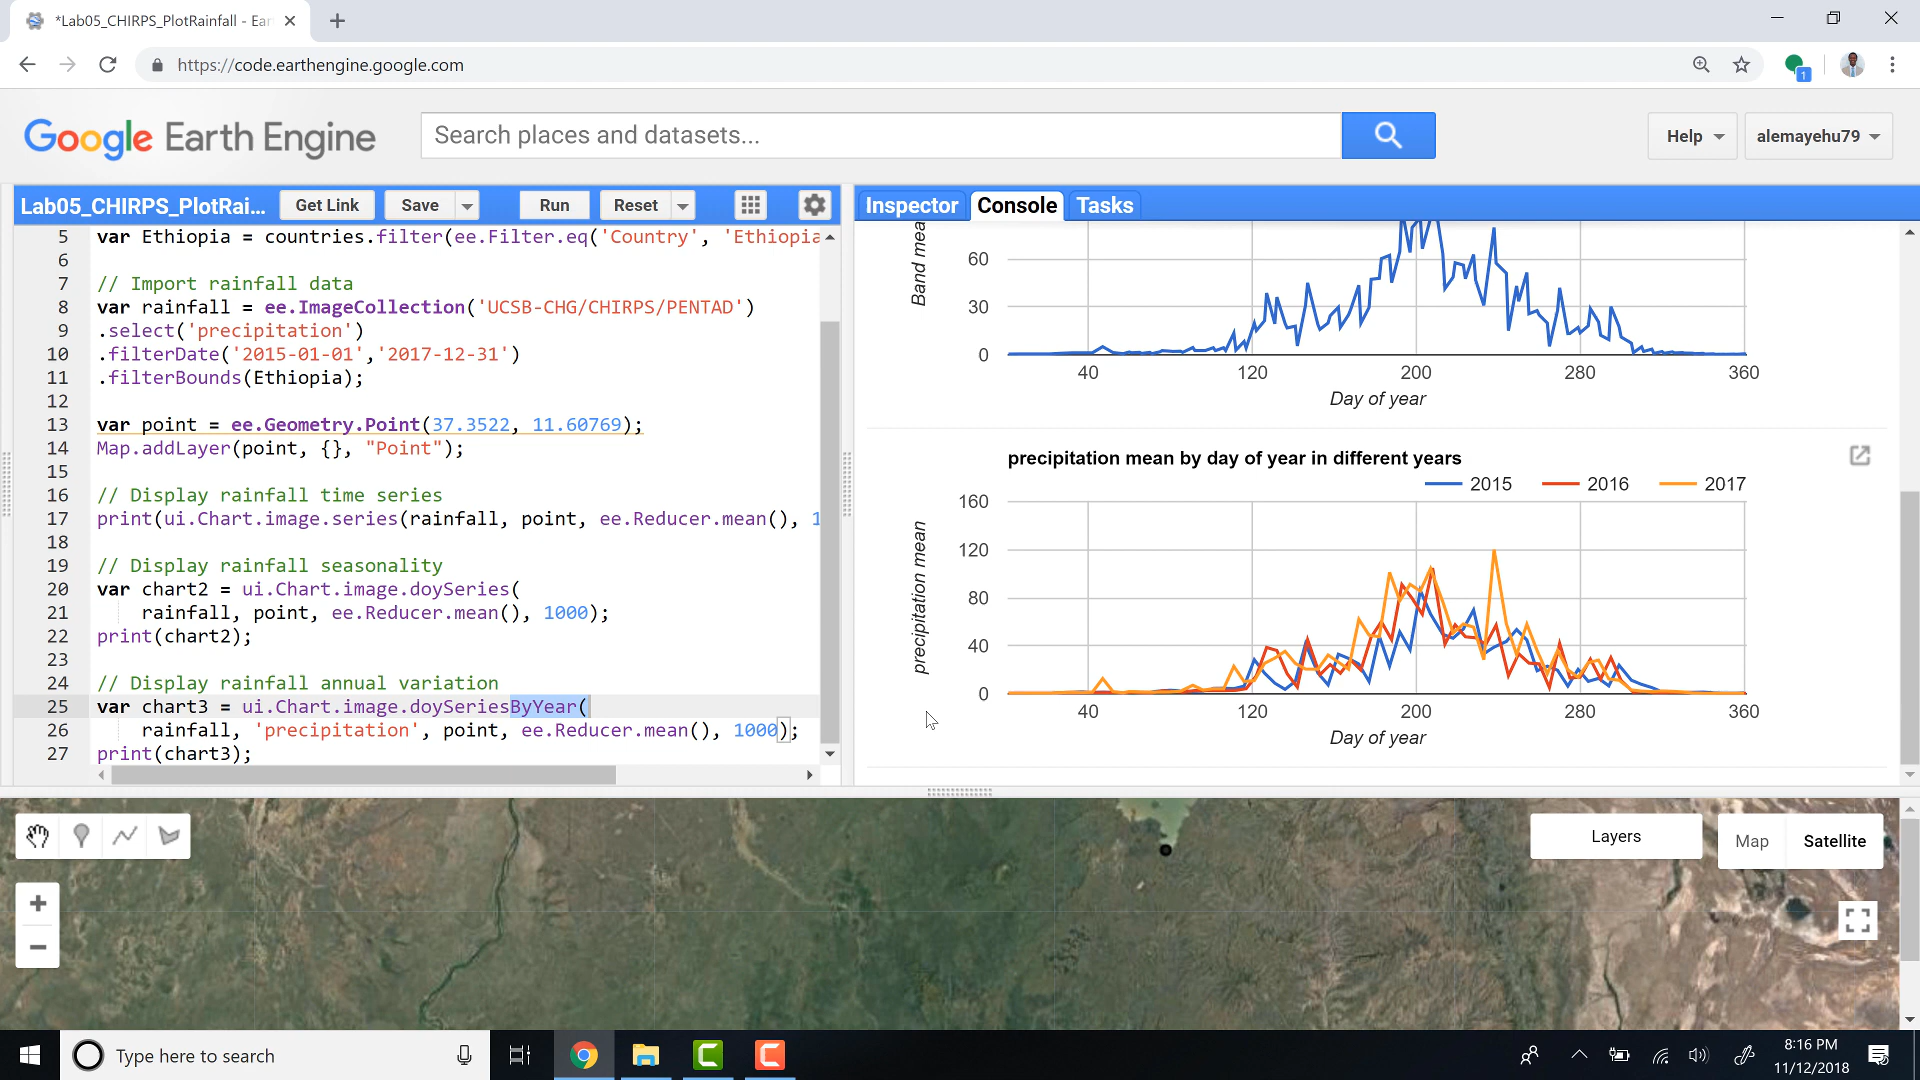 *Lab05_CHIRPS_PlotRainfall - Ear
https://code.earthengine.google.com
1
Google Earth Engine
Search places and datasets...
Help
alemayehu79
Lab05_CHIRPS_PlotRai...
Get Link
Save
Run
Reset
Inspector
Console
Tasks
5 var Ethiopia = countries.filter(ee.Filter.eq('Country', 'Ethiopia
6
7 // Import rainfall data
8 var rainfall = ee.ImageCollection('UCSB-CHG/CHIRPS/PENTAD')
9 .select('precipitation')
10 .filterDate('2015-01-01','2017-12-31')
11 .filterBounds(Ethiopia);
12
13 var point = ee.Geometry.Point(37.3522, 11.60769);
14 Map.addLayer(point, {}, "Point");
15
16 // Display rainfall time series
17 print(ui.Chart.image.series(rainfall, point, ee.Reducer.mean(), 1
18
19 // Display rainfall seasonality
20 var chart2 = ui.Chart.image.doySeries(
21 rainfall, point, ee.Reducer.mean(), 1000);
22 print(chart2);
23
24 // Display rainfall annual variation
25 var chart3 = ui.Chart.image.doySeriesByYear(
26 rainfall, 'precipitation', point, ee.Reducer.mean(), 1000);
27 print(chart3);
Band mea
60
30
0
40 120 200 280 360
Day of year
precipitation mean by day of year in different years
2015 2016 2017
precipitation mean
160
120
80
40
0
40 120 200 280 360
Day of year
Layers
Map
Satellite
Type here to search
8:16 PM
11/12/2018